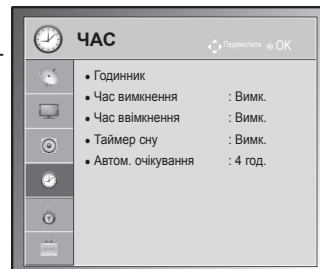 ЧАС
Перемістити OK
• Годинник
• Час вимкнення : Вимк.
• Час ввімкнення : Вимк.
• Таймер сну : Вимк.
• Автом. очікування : 4 год.